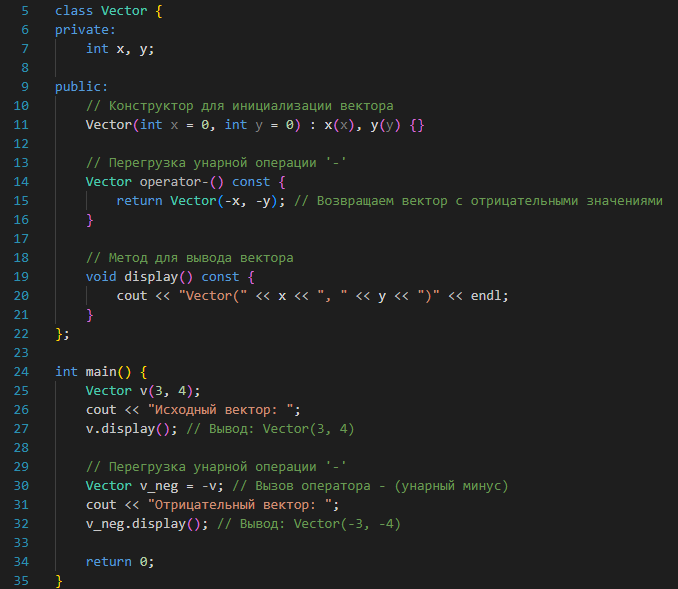 5 class Vector {
6 private:
7     int x, y;
8
9 public:
10     // Конструктор для инициализации вектора
11     Vector(int x = 0, int y = 0) : x(x), y(y) {}
12
13     // Перегрузка унарной операции '-'
14     Vector operator-() const {
15         return Vector(-x, -y); // Возвращаем вектор с отрицательными значениями
16     }
17
18     // Метод для вывода вектора
19     void display() const {
20         cout << "Vector(" << x << ", " << y << ")" << endl;
21     }
22 };
23
24 int main() {
25     Vector v(3, 4);
26     cout << "Исходный вектор: ";
27     v.display(); // Вывод: Vector(3, 4)
28
29     // Перегрузка унарной операции '-'
30     Vector v_neg = -v; // Вызов оператора - (унарный минус)
31     cout << "Отрицательный вектор: ";
32     v_neg.display(); // Вывод: Vector(-3, -4)
33
34     return 0;
35 }